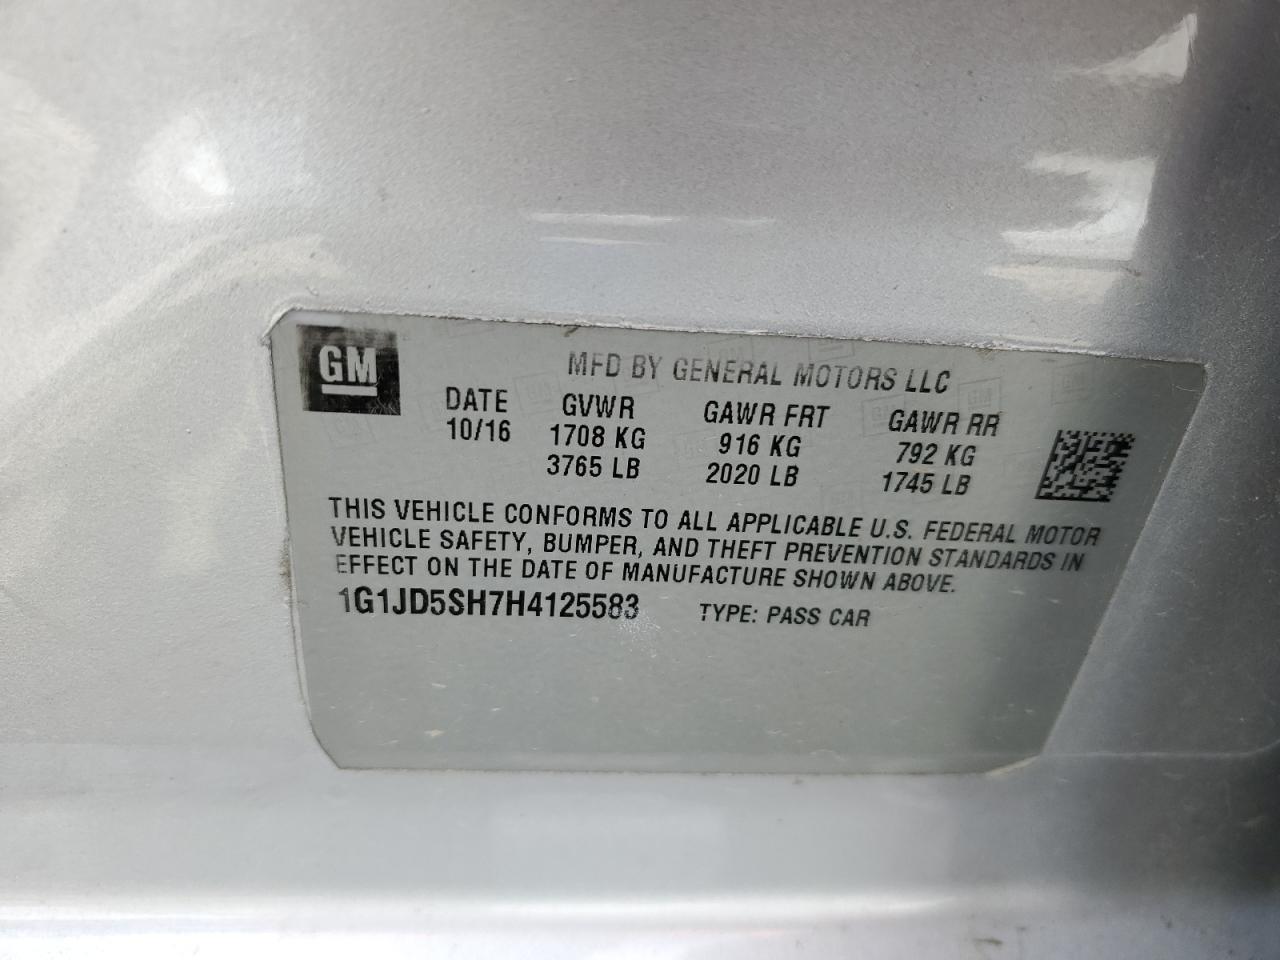 GM
MFD BY GENERAL MOTORS LLC
DATE GVWR GAWR FRT GAWR RR
10/16 1708 KG 916 KG 792 KG
3765 LB 2020 LB 1745 LB
THIS VEHICLE CONFORMS TO ALL APPLICABLE U.S. FEDERAL MOTOR
VEHICLE SAFETY, BUMPER, AND THEFT PREVENTION STANDARDS IN
EFFECT ON THE DATE OF MANUFACTURE SHOWN ABOVE.
1G1JD5SH7H4125583 TYPE: PASS CAR